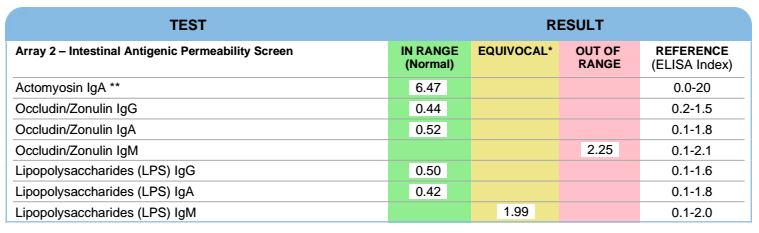 TEST RESULT
Array 2 – Intestinal Antigenic Permeability Screen IN RANGE (Normal) EQUIVOCAL* OUT OF RANGE REFERENCE (ELISA Index)
Actomyosin IgA ** 6.47 0.0-20
Occludin/Zonulin IgG 0.44 0.2-1.5
Occludin/Zonulin IgA 0.52 0.1-1.8
Occludin/Zonulin IgM 2.25 0.1-2.1
Lipopolysaccharides (LPS) IgG 0.50 0.1-1.6
Lipopolysaccharides (LPS) IgA 0.42 0.1-1.8
Lipopolysaccharides (LPS) IgM 1.99 0.1-2.0